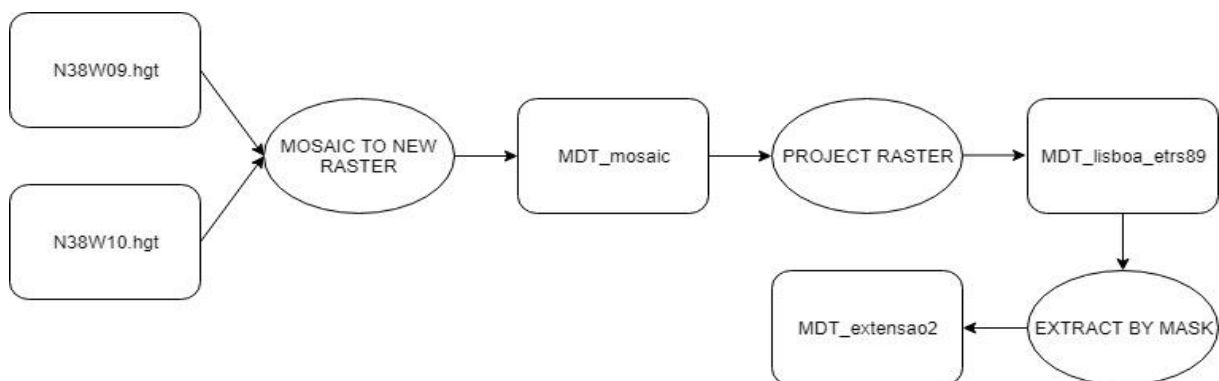 N38W09.hgt
N38W10.hgt
MOSAIC TO NEW
RASTER
MDT_mosaic
PROJECT RASTER
MDT_lisboa_etrs89
EXTRACT BY MASK
MDT_extensao2